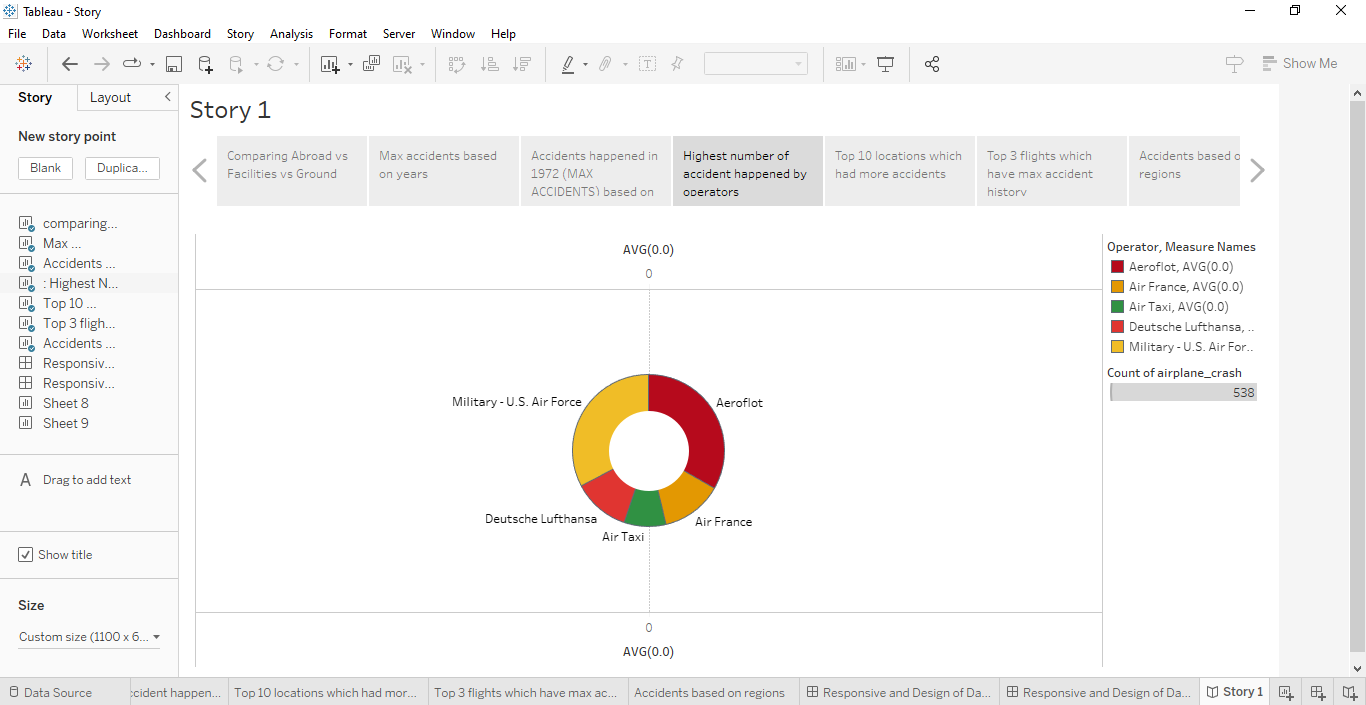 Tableau - Story
File Data Worksheet Dashboard Story Analysis Format Server Window Help
Show Me
Story Layout
New story point
Blank Duplica...
comparing...
Max ...
Accidents ...
: Highest N...
Top 10 ...
Top 3 fligh...
Accidents ...
Responsiv...
Responsiv...
Sheet 8
Sheet 9
A Drag to add text
Show title
Size
Custom size (1100 x 6...
Story 1
Comparing Abroad vs
Facilities vs Ground
Max accidents based
on years
Accidents happened in
1972 (MAX
ACCIDENTS) based on
Highest number of
accident happened by
operators
Top 10 locations which
had more accidents
Top 3 flights which
have max accident
history
Accidents based o
regions
AVG(0.0)
0
Military - U.S. Air Force
Aeroflot
Deutsche Lufthansa
Air France
Air Taxi
0
AVG(0.0)
Operator, Measure Names
Aeroflot, AVG(0.0)
Air France, AVG(0.0)
Air Taxi, AVG(0.0)
Deutsche Lufthansa, ..
Military - U.S. Air For..
Count of airplane_crash
538
Data Source
ccident happen...
Top 10 locations which had mor...
Top 3 flights which have max ac...
Accidents based on regions
Responsive and Design of Da...
Responsive and Design of Da...
Story 1